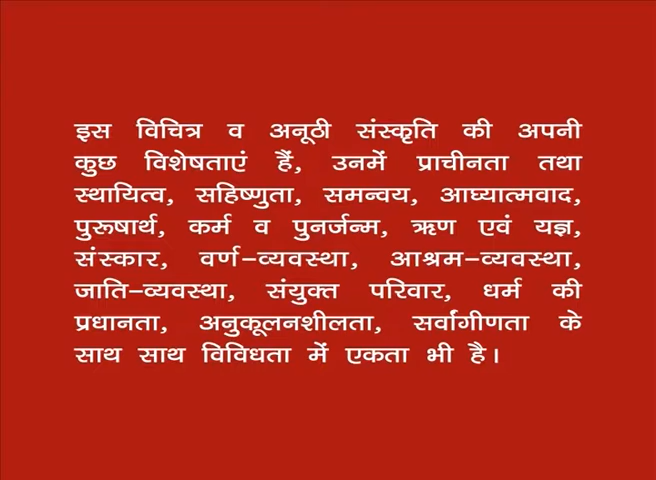 इस विचित्र व अनूठी संस्कृति की अपनी
कुछ विशेषताएं हैं, उनमें प्राचीनता तथा
स्थायित्व, सहिष्णुता, समन्वय, आघ्यात्मवाद,
पुरूषार्थ, कर्म व पुनर्जन्म, ऋण एवं यज्ञ,
संस्कार, वर्ण–व्यवस्था, आश्रम–व्यवस्था,
जाति–व्यवस्था, संयुक्त परिवार, धर्म की
प्रधानता, अनुकूलनशीलता, सर्वांगीणता के
साथ साथ विविधता में एकता भी है।